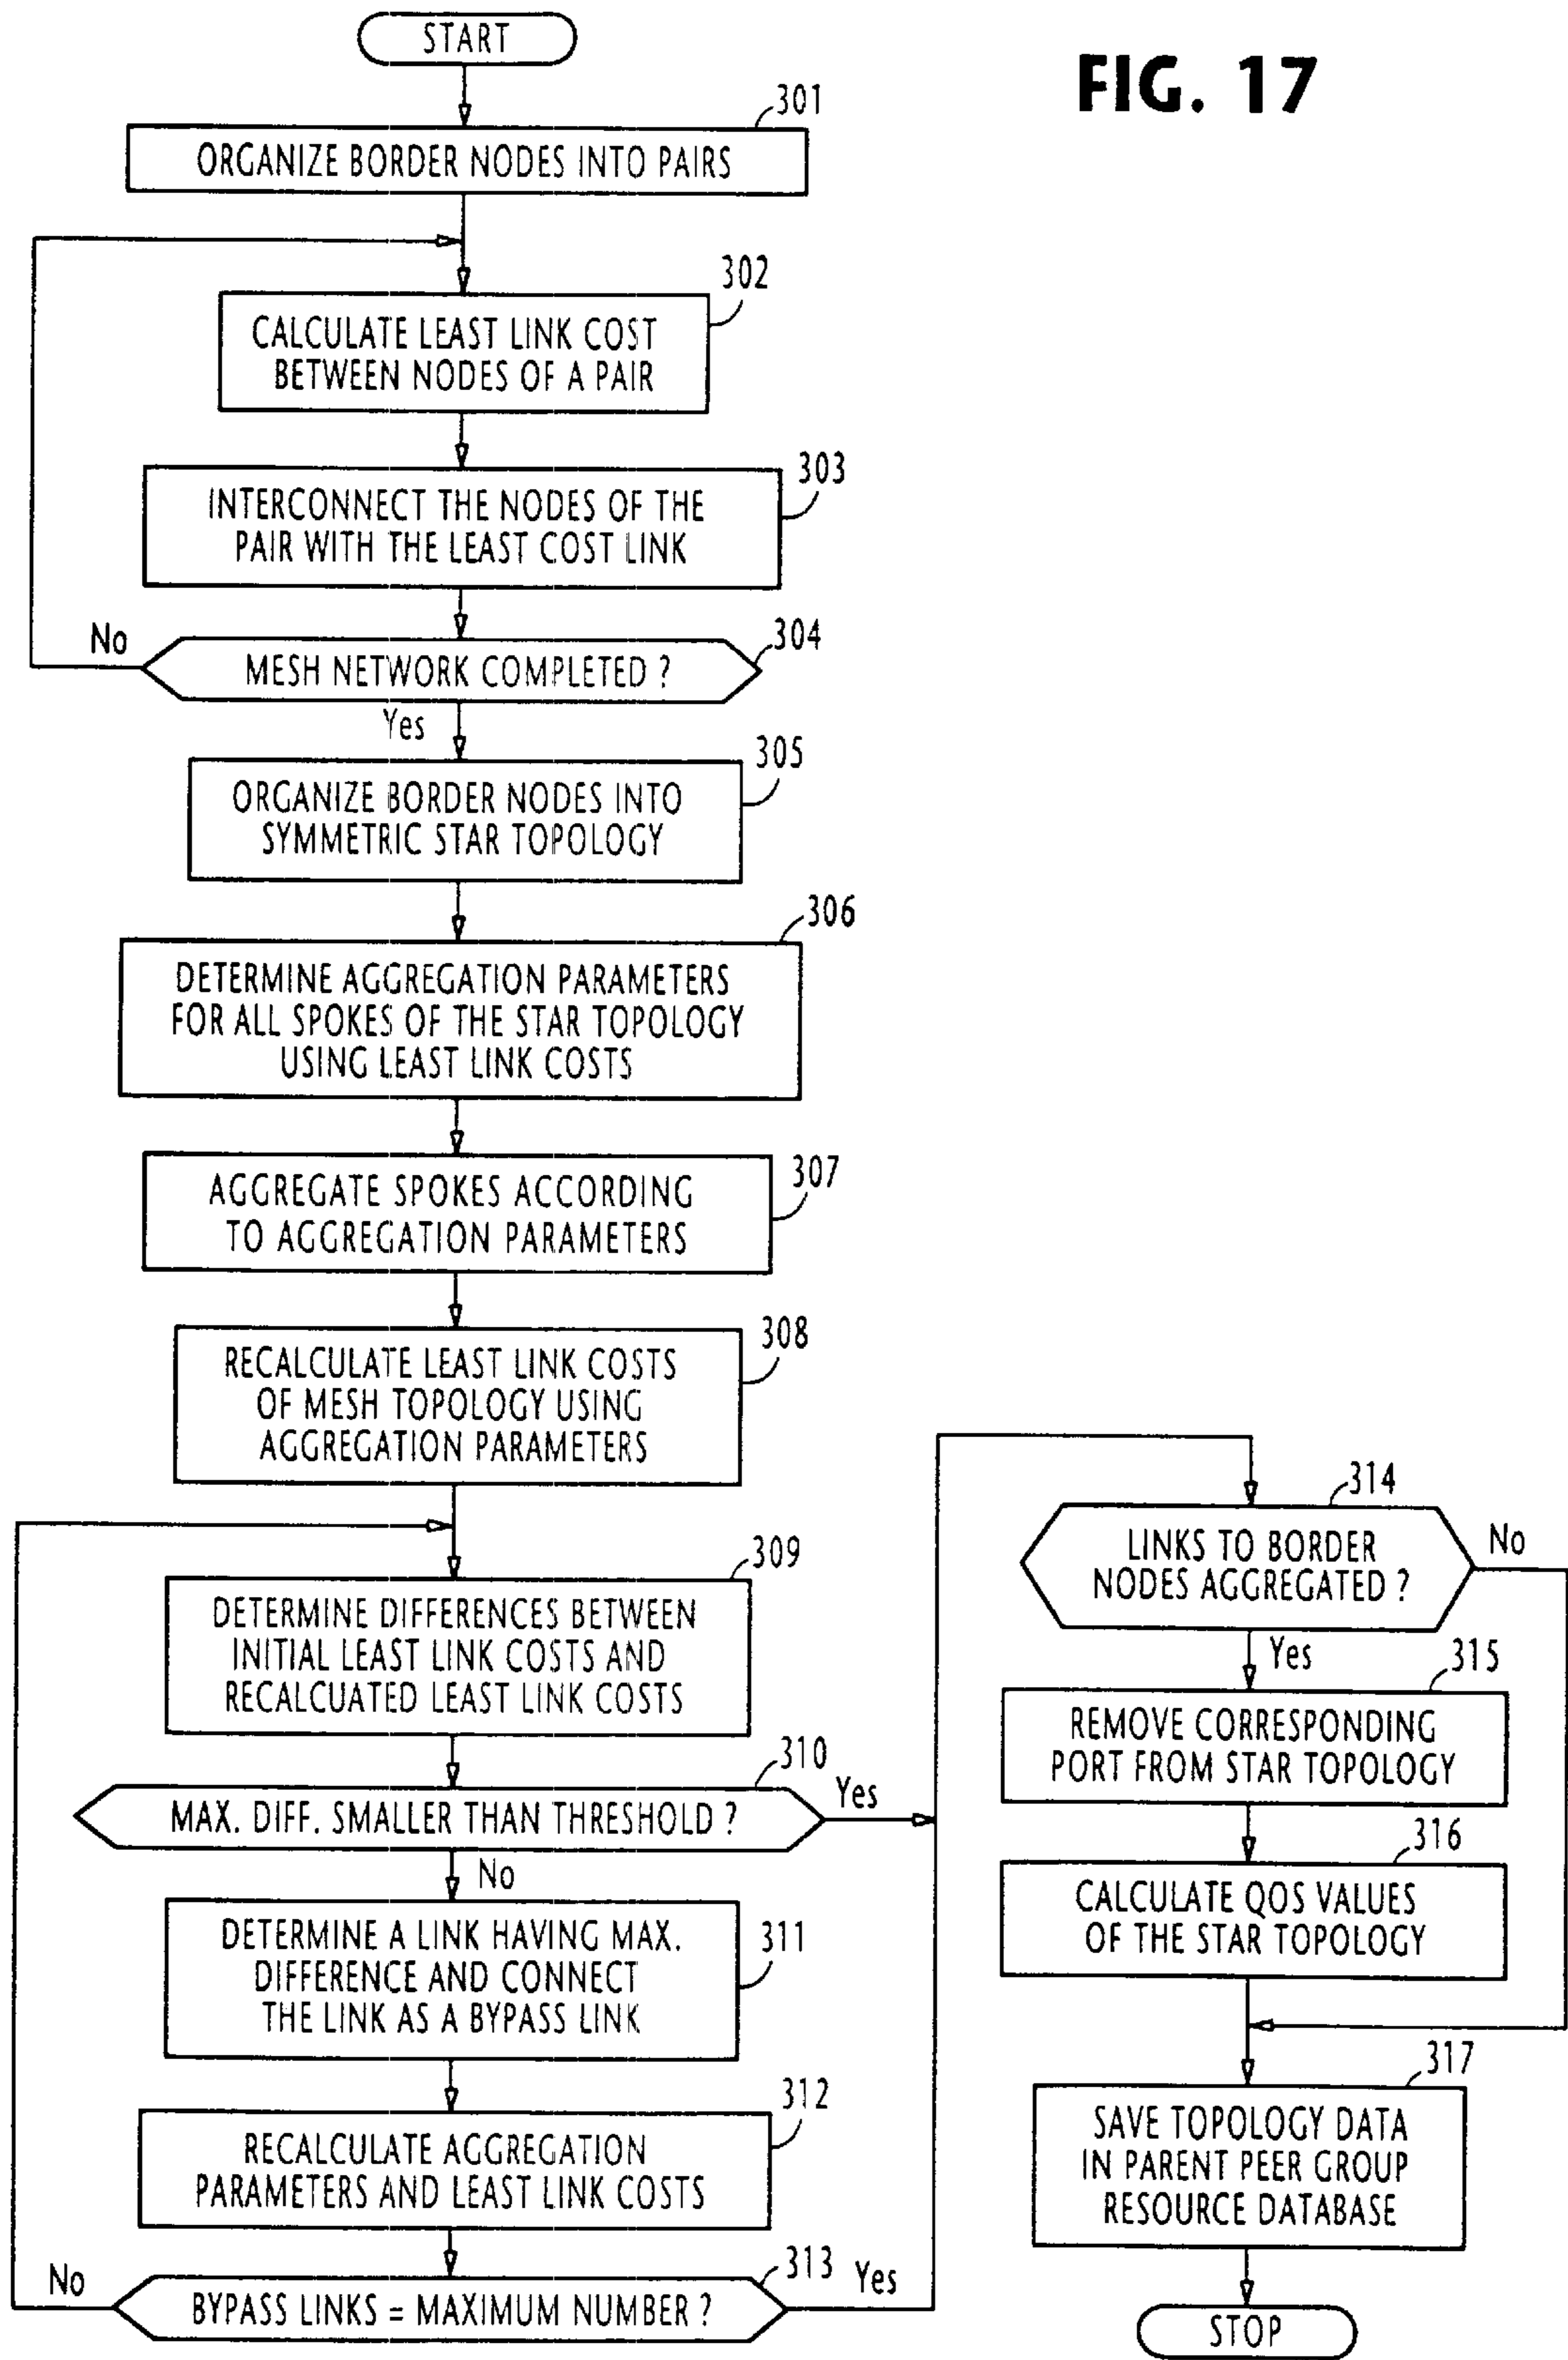 START
FIG. 17
301
ORGANIZE BORDER NODES INTO PAIRS
302
CALCULATE LEAST LINK COST
BETWEEN NODES OF A PAIR
303
INTERCONNECT THE NODES OF THE
PAIR WITH THE LEAST COST LINK
No
304
MESH NETWORK COMPLETED ?
Yes
305
ORGANIZE BORDER NODES INTO
SYMMETRIC STAR TOPOLOGY
306
DETERMINE AGGREGATION PARAMETERS
FOR ALL SPOKES OF THE STAR TOPOLOGY
USING LEAST LINK COSTS
307
AGGREGATE SPOKES ACCORDING
TO AGGREGATION PARAMETERS
308
RECALCULATE LEAST LINK COSTS
OF MESH TOPOLOGY USING
AGGREGATION PARAMETERS
309
DETERMINE DIFFERENCES BETWEEN
INITIAL LEAST LINK COSTS AND
RECALCUATED LEAST LINK COSTS
310
MAX. DIFF. SMALLER THAN THRESHOLD ?
Yes
No
311
DETERMINE A LINK HAVING MAX.
DIFFERENCE AND CONNECT
THE LINK AS A BYPASS LINK
312
RECALCULATE AGGREGATION
PARAMETERS AND LEAST LINK COSTS
No
313
BYPASS LINKS = MAXIMUM NUMBER ?
Yes
314
LINKS TO BORDER
NODES AGGREGATED ?
No
Yes
315
REMOVE CORRESPONDING
PORT FROM STAR TOPOLOGY
316
CALCULATE QOS VALUES
OF THE STAR TOPOLOGY
317
SAVE TOPOLOGY DATA
IN PARENT PEER GROUP
RESOURCE DATABASE
STOP